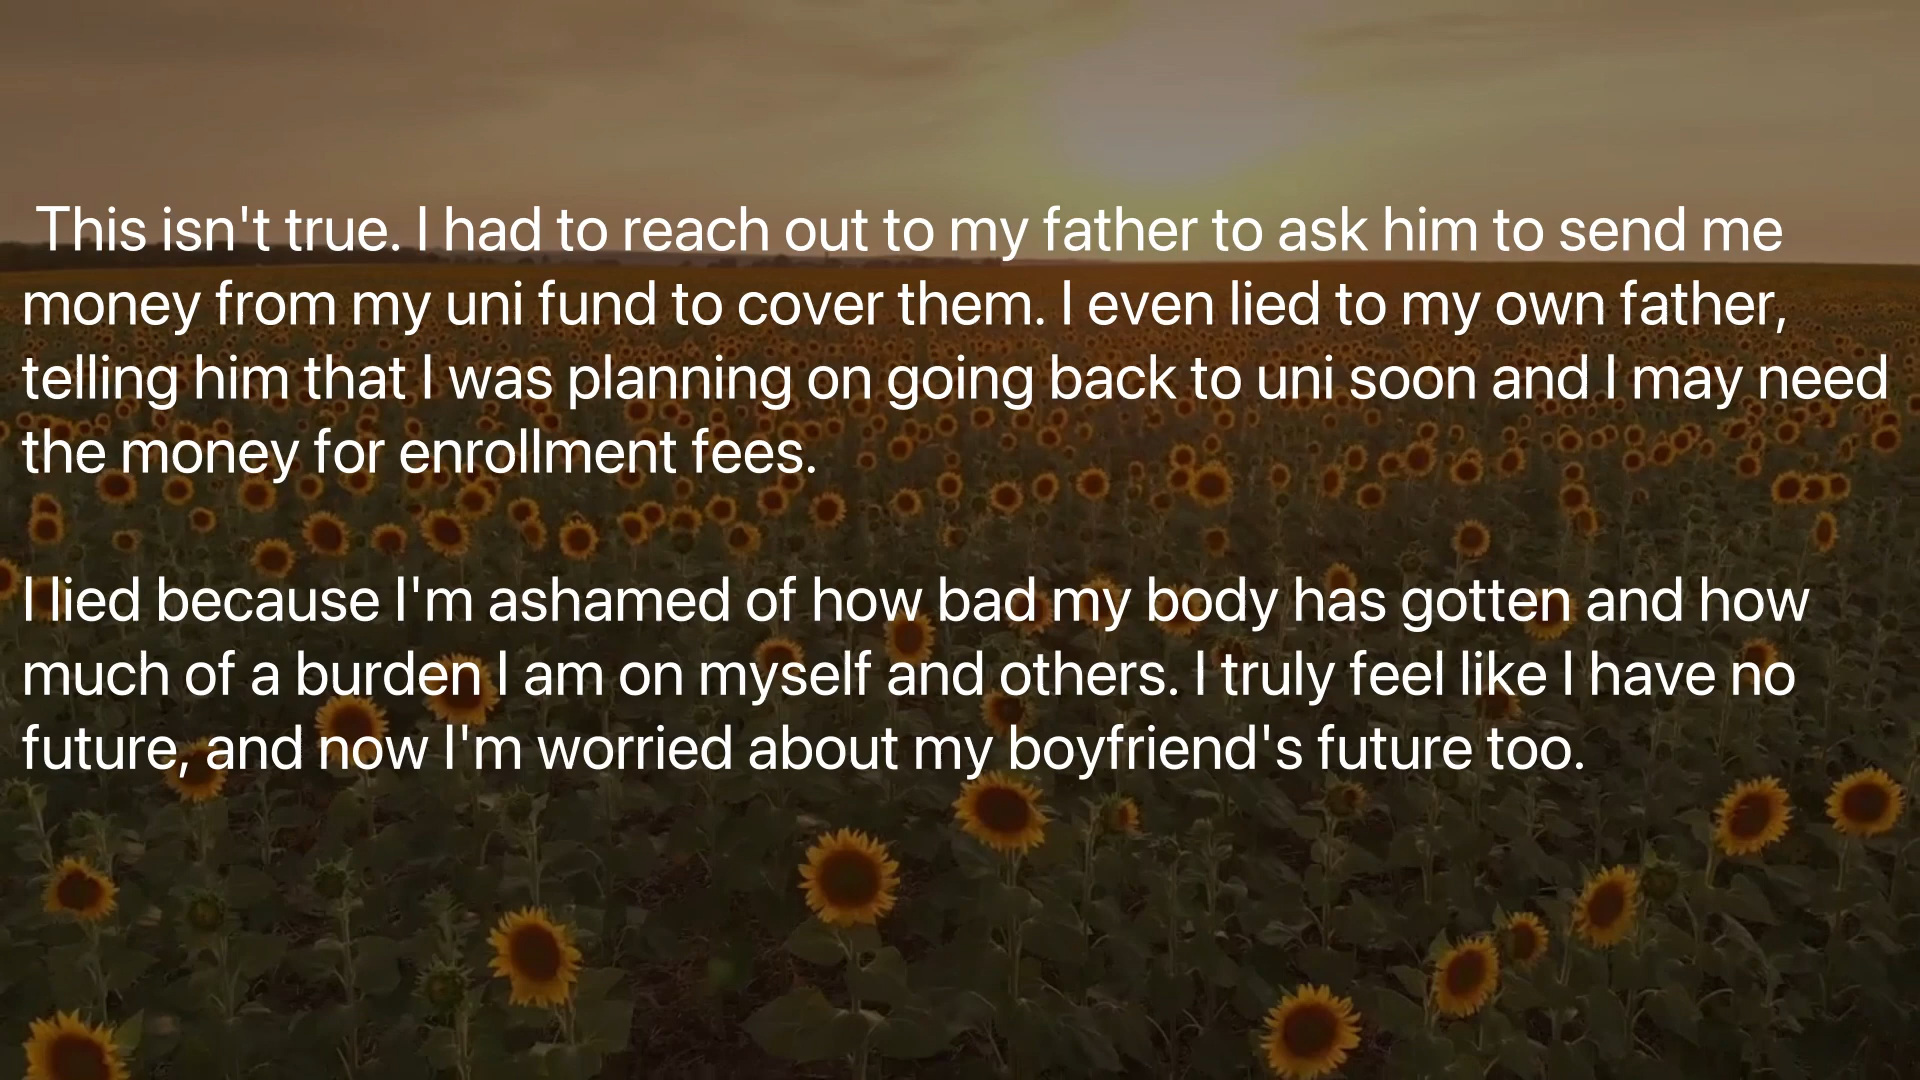 This isn't true. I had to reach out to my father to ask him to send me
money from my uni fund to cover them. I even lied to my own father,
telling him that I was planning on going back to uni soon and I may need
the money for enrollment fees.
I lied because I'm ashamed of how bad my body has gotten and how
much of a burden I am on myself and others. I truly feel like I have no
future, and now I'm worried about my boyfriend's future too.